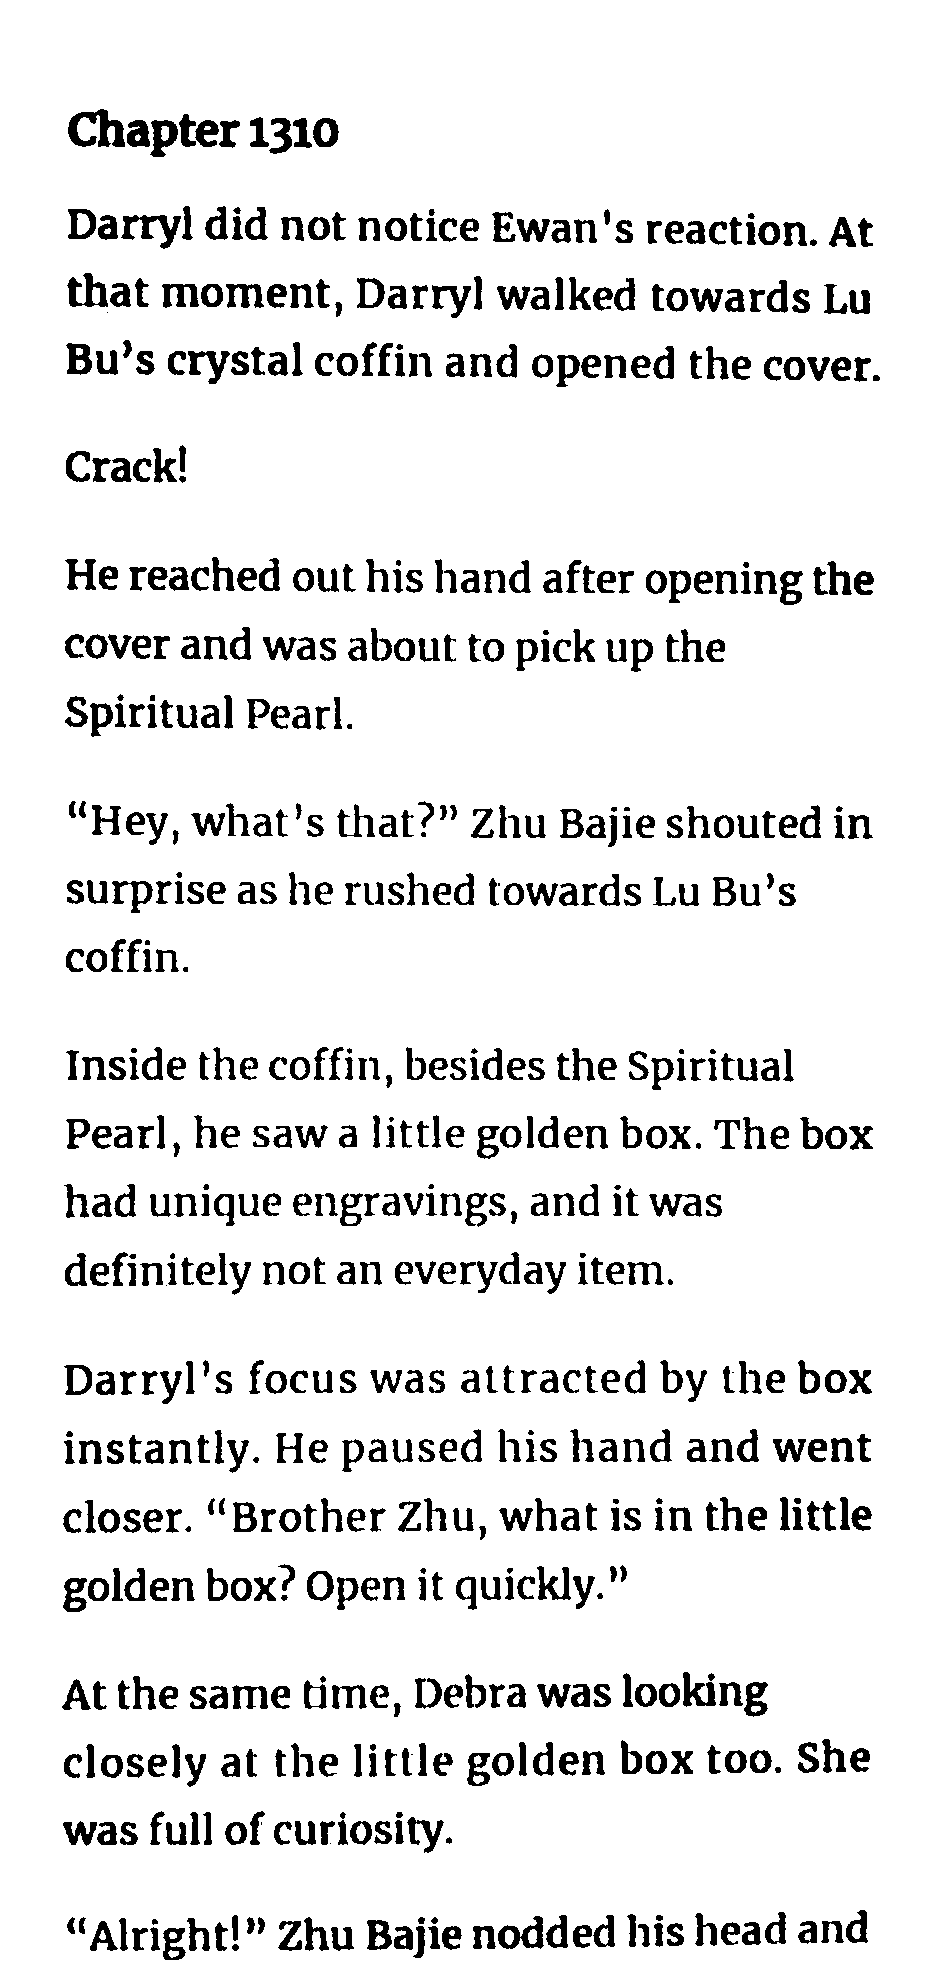 Chapter 1310
Darryl did not notice Ewan's reaction. At
that moment, Darryl walked towards Lu
Bu’s crystal coffin and opened the cover.
Crack!
He reached out his hand after opening the
cover and was about to pick up the
Spiritual Pearl.
“Hey, what's that?” Zhu Bajie shouted in
surprise as he rushed towards Lu Bu’s
coffin.
Inside the coffin, besides the Spiritual
Pearl, he saw a little golden box. The box
had unique engravings, and it was
definitely not an everyday item.
Darryl's focus was attracted by the box
instantly. He paused his hand and went
closer. “Brother Zhu, what is in the little
golden box? Open it quickly.”
At the same time, Debra was looking
closely at the little golden box too. She
was full of curiosity.
“Alright!” Zhu Bajie nodded his head and